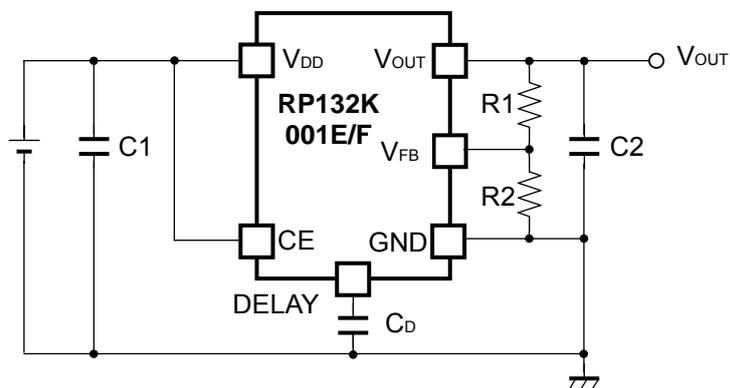 VDD
VOUT
VOUT
RP132K
001E/F
R1
C1
VFB
C2
R2
CE
GND
DELAY
CD